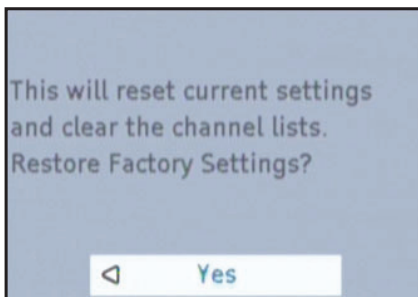 This will reset current settings
and clear the channel lists.
Restore Factory Settings?
Yes